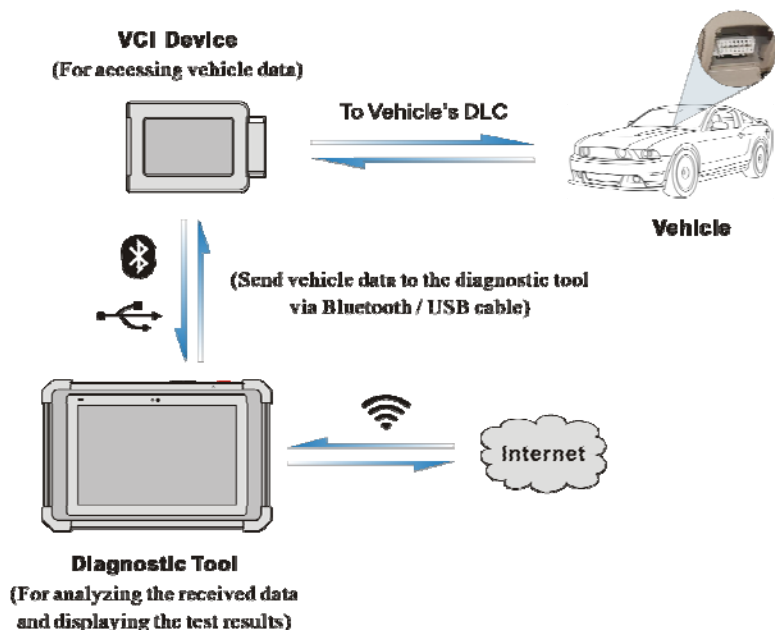 VCI Device
(For accessing vehicle data)
To Vehicle's DLC
Vehicle
(Send vehicle data to the diagnostic tool
via Bluetooth / USB cable)
Internet
Diagnostic Tool
(For analyzing the received data
and displaying the test results)